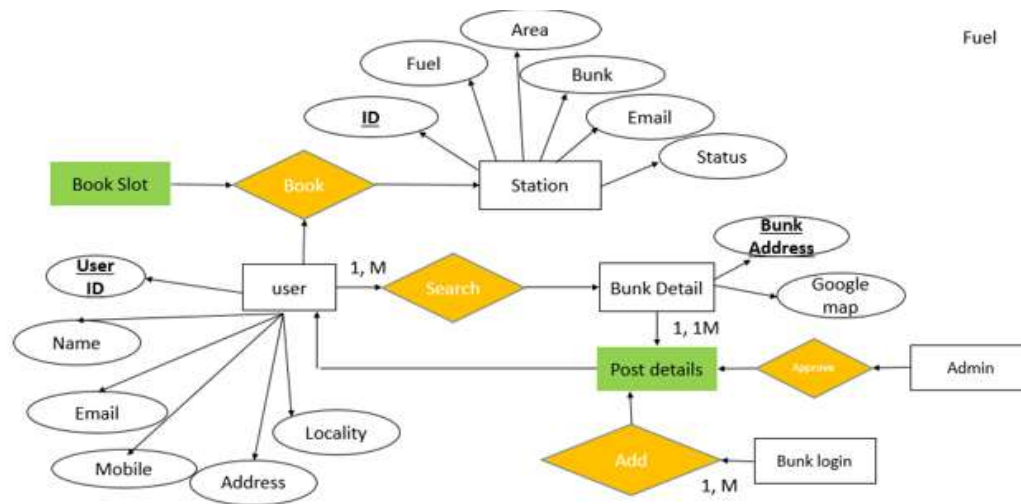 Area
Fuel
Fuel
Bunk
ID
Email
Status
Book Slot
Book
Station
User
ID
user
1, M
Search
Bunk Detail
Bunk
Address
Google
map
Name
1, 1M
Post details
Approve
Admin
Email
Locality
Mobile
Address
Add
1, M
Bunk login